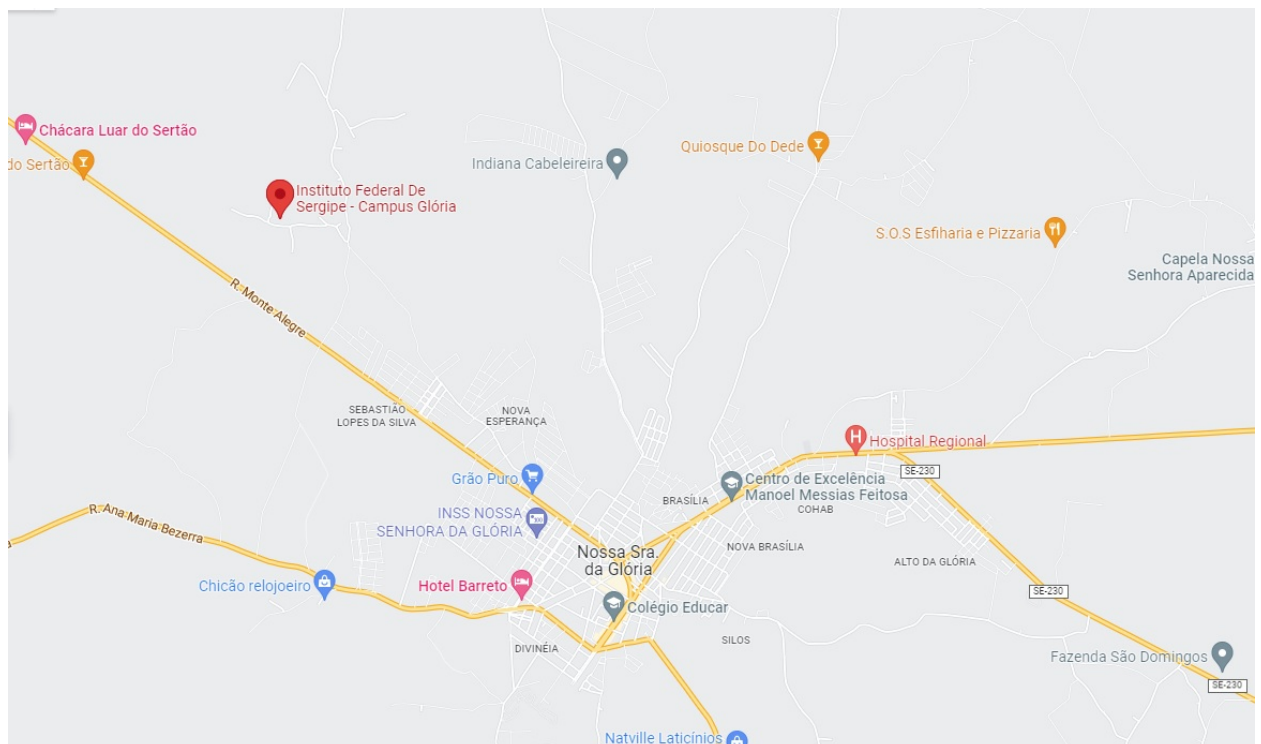 Chácara Luar do Sertão
do Sertão
Instituto Federal De
Sergipe - Campus Glória
Indiana Cabeleireira
Quiosque Do Dede
S.O.S Esfiharia e Pizzaria
Capela Nossa
Senhora Aparecida
R. Monte Alegre
SEBASTIÃO
LOPES DA SILVA
NOVA
ESPERANÇA
Hospital Regional
SE-230
Grão Puro
Centro de Excelência
Manoel Messias Feitosa
BRASÍLIA
COHAB
R. Ana Maria Bezerra
INSS NOSSA
SENHORA DA GLÓRIA
NOVA BRASÍLIA
Nossa Sra.
da Glória
ALTO DA GLÓRIA
Chicão relojoeiro
Hotel Barreto
SE-230
Colégio Educar
SILOS
DIVINÉIA
Fazenda São Domingos
SE-230
Natville Laticínios